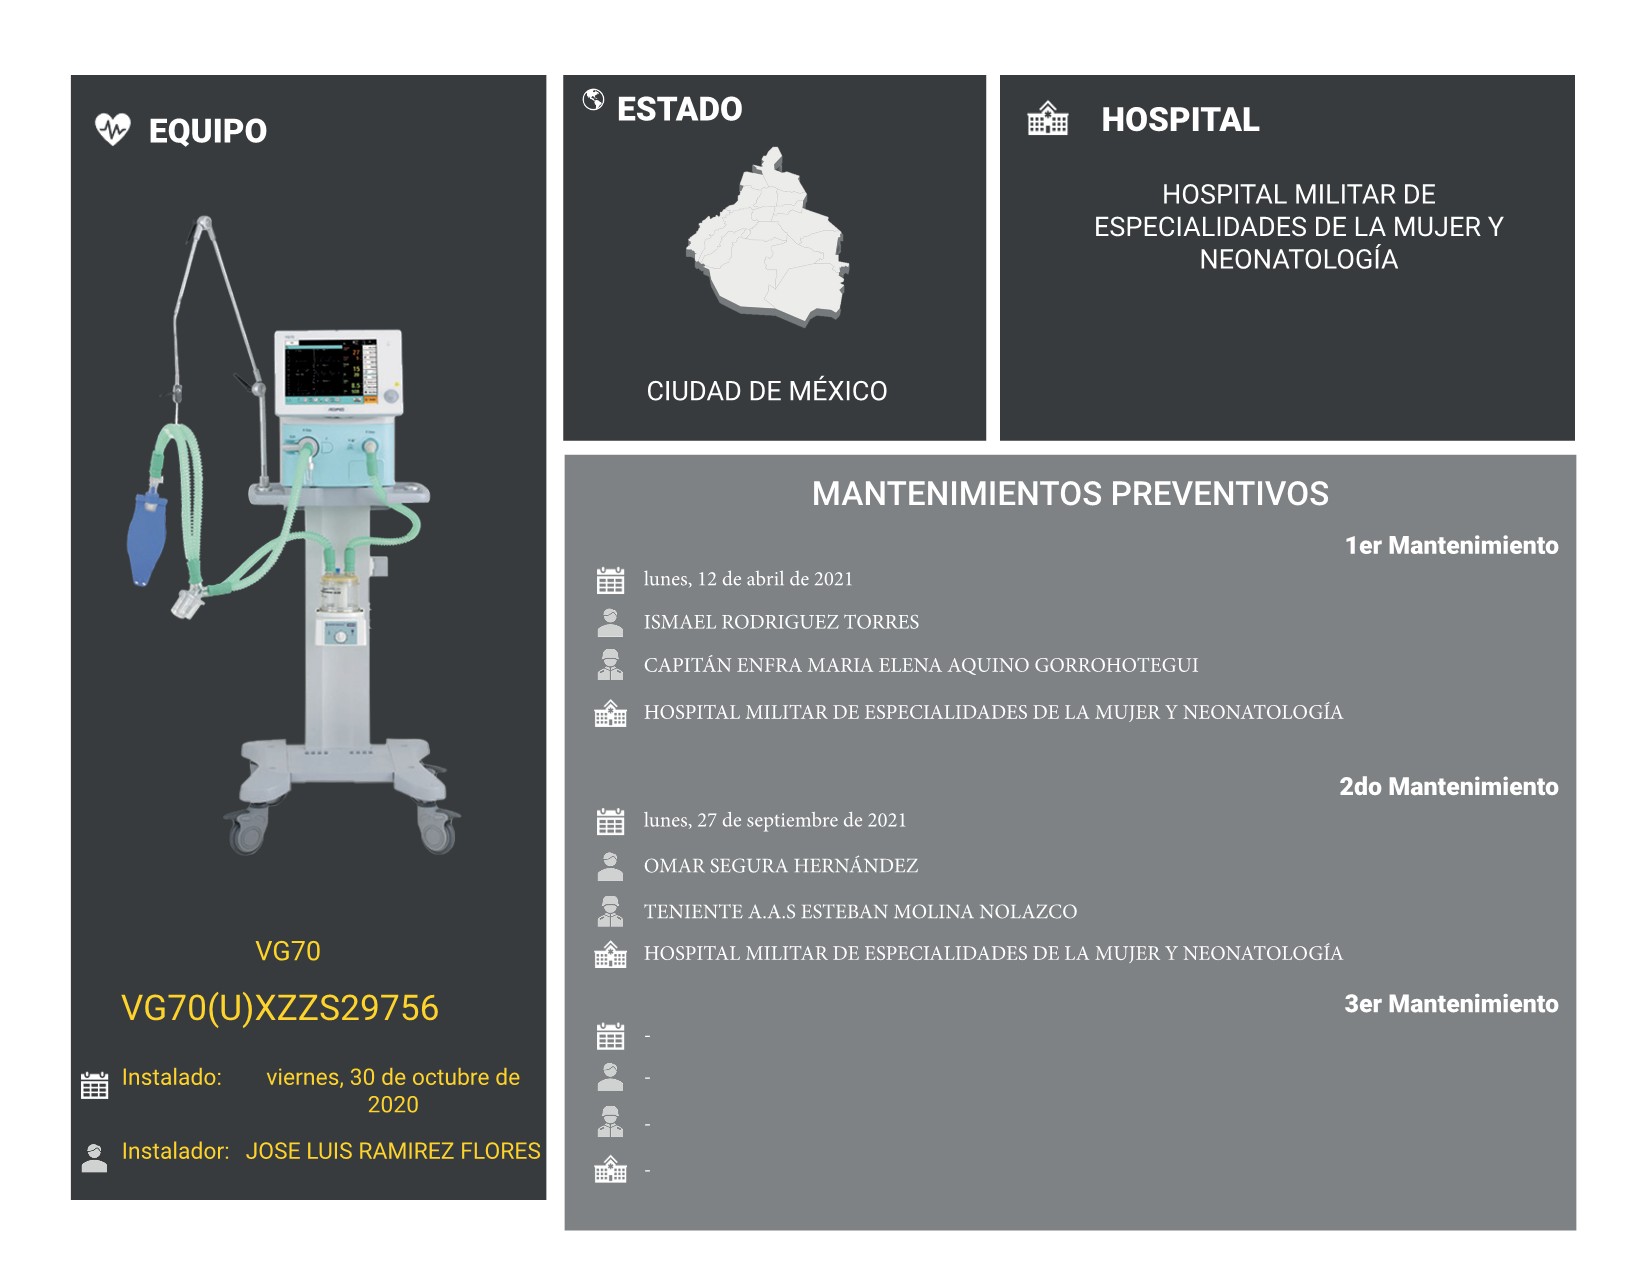 EQUIPO
VG70
VG70(U)XZZS29756
Instalado: viernes, 30 de octubre de
2020
Instalador: JOSE LUIS RAMIREZ FLORES
ESTADO
CIUDAD DE MÉXICO
HOSPITAL
HOSPITAL MILITAR DE
ESPECIALIDADES DE LA MUJER Y
NEONATOLOGÍA
MANTENIMIENTOS PREVENTIVOS
1er Mantenimiento
lunes, 12 de abril de 2021
ISMAEL RODRIGUEZ TORRES
CAPITÁN ENFRA MARIA ELENA AQUINO GORROHOTEGUI
HOSPITAL MILITAR DE ESPECIALIDADES DE LA MUJER Y NEONATOLOGÍA
2do Mantenimiento
lunes, 27 de septiembre de 2021
OMAR SEGURA HERNÁNDEZ
TENIENTE A.A.S ESTEBAN MOLINA NOLAZCO
HOSPITAL MILITAR DE ESPECIALIDADES DE LA MUJER Y NEONATOLOGÍA
3er Mantenimiento
-
-
-
-